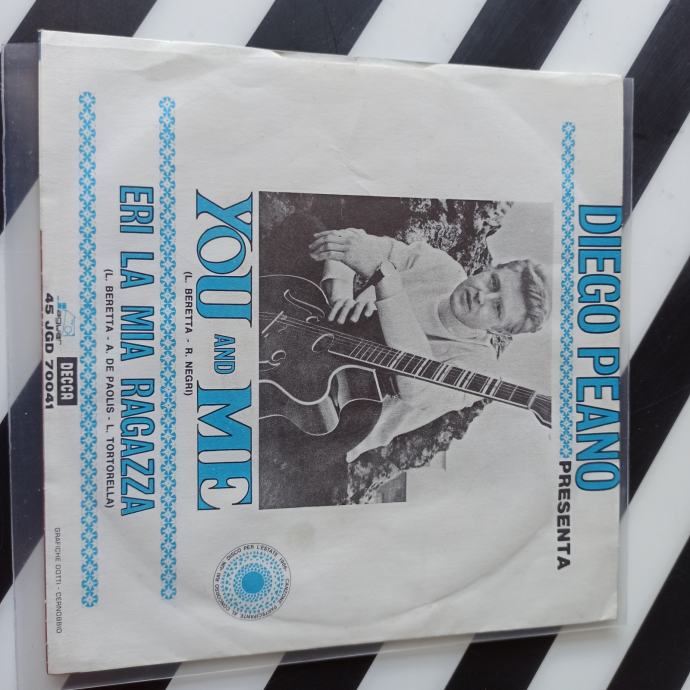 DIEGO PEANO
PRESENTA
YOU AND ME
(L. BERETTA - R. NEGRI)
ERI LA MIA RAGAZZA
(L. BERETTA - A. DE PAOLIS - L. TORTORELLA)
Jaguar
DECCA
45 JGD 70041
GRAFICHE DOTTI - CERNOBBIO